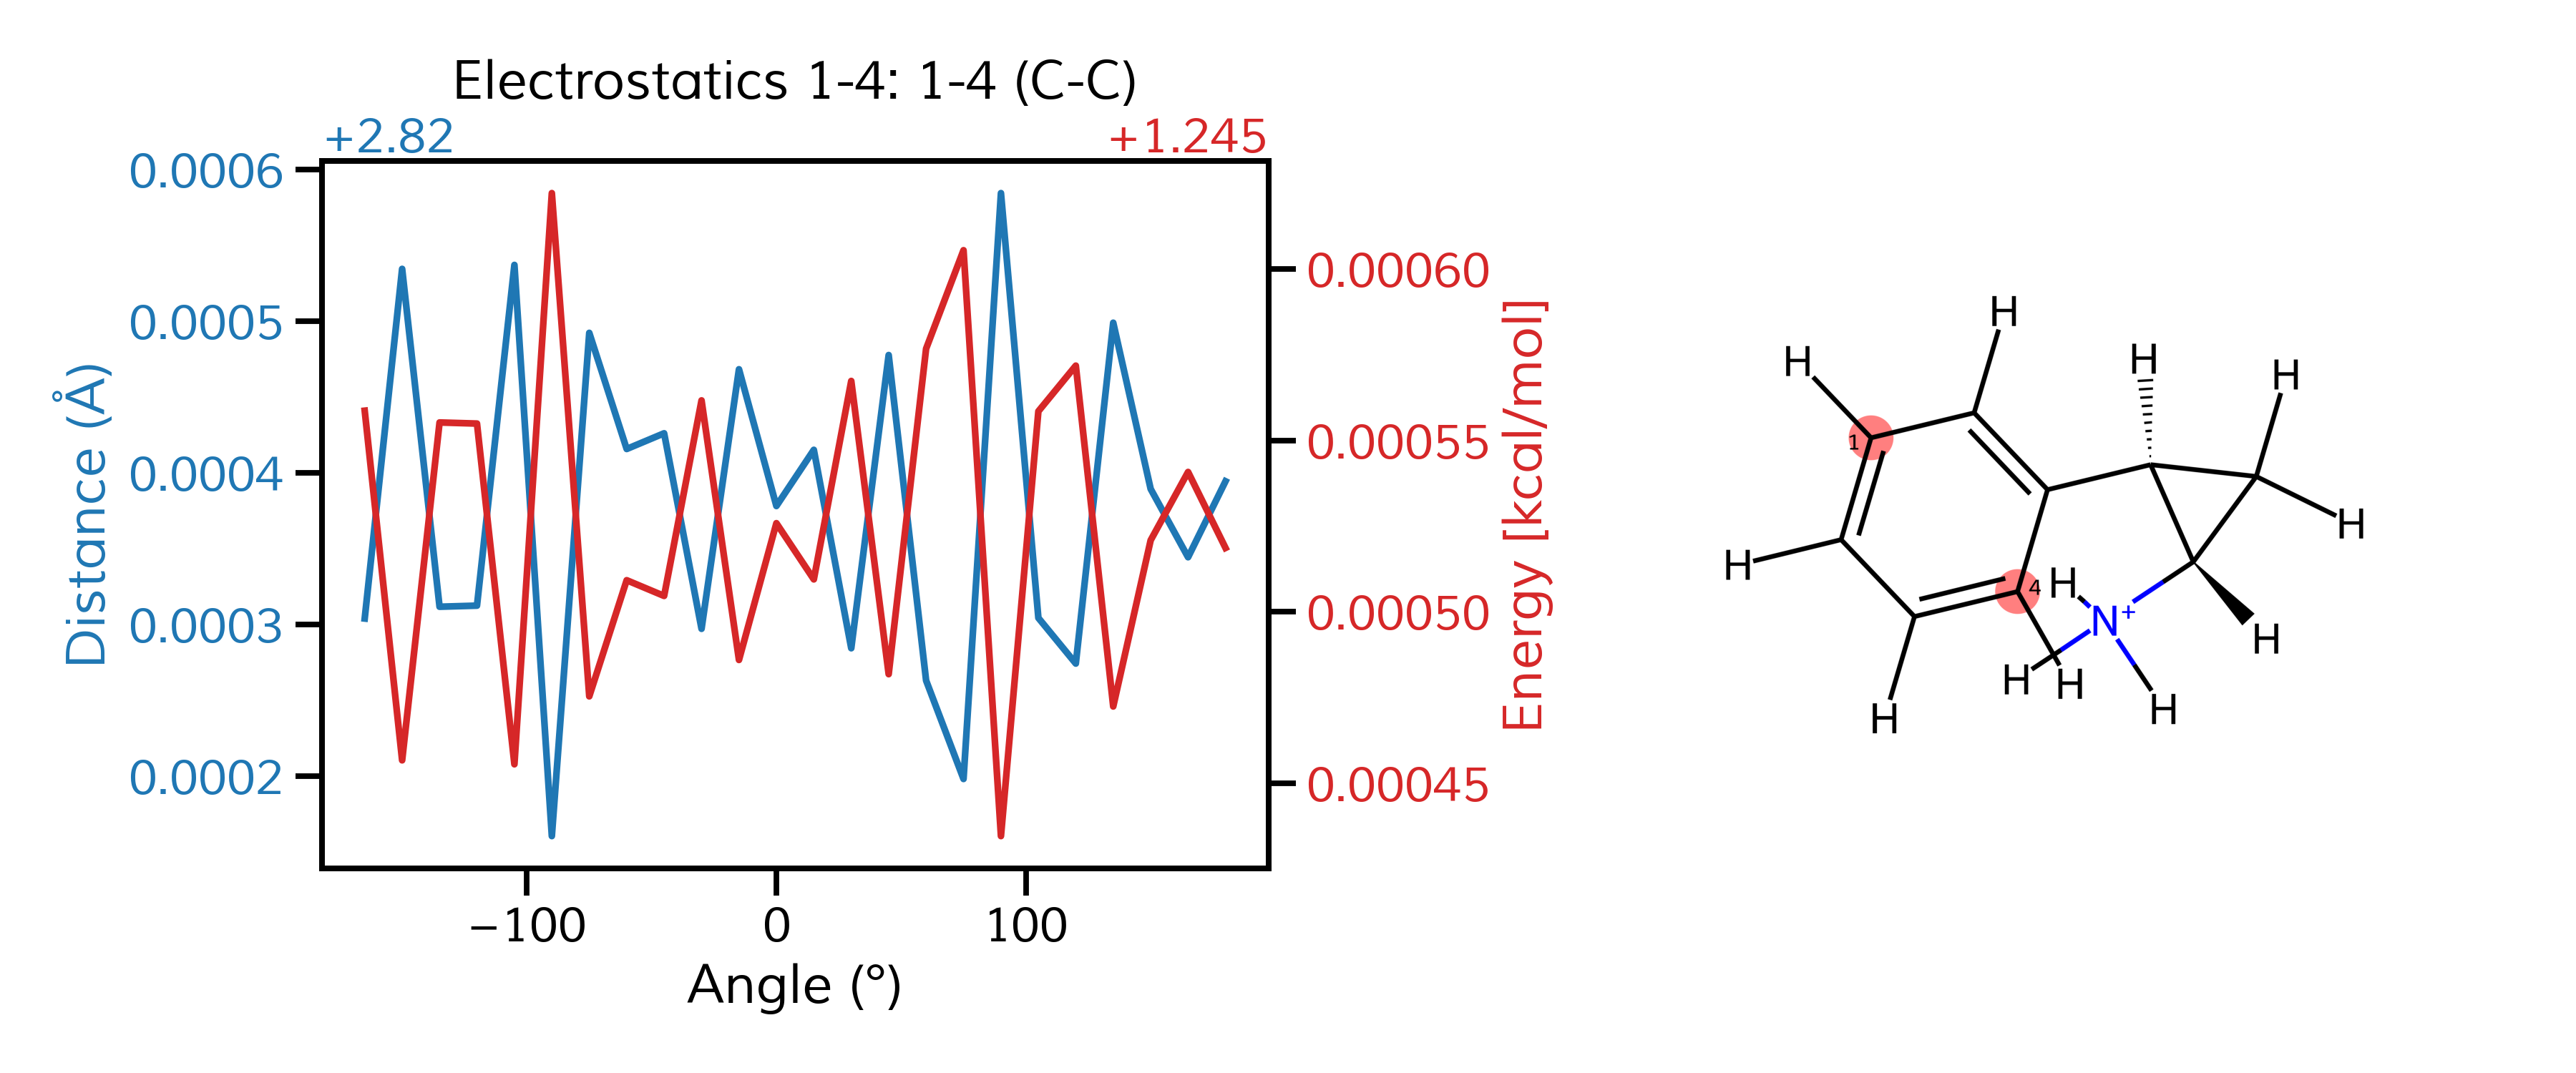 Electrostatics 1-4: 1-4 (C-C)
+2.82
+1.245
0.0006
0.0005
0.0004
0.0003
0.0002
Distance (Å)
0.00060
0.00055
0.00050
0.00045
Energy [kcal/mol]
−100
0
100
Angle (°)
H
H
H
H
1
H
H
H
4
N+
H
H
H
H
H